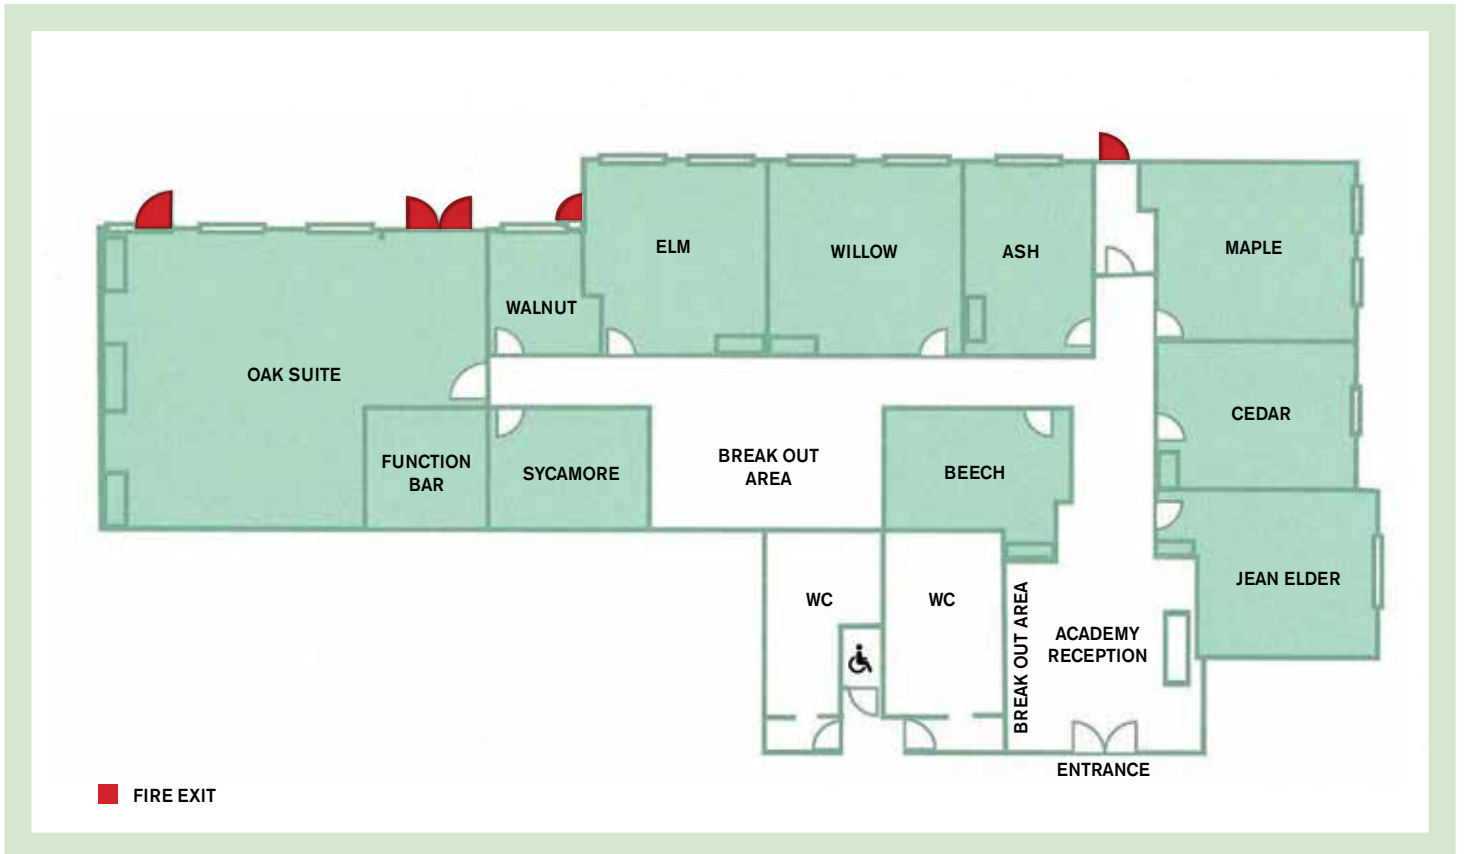 ELM
WILLOW
ASH
MAPLE
WALNUT
OAK SUITE
CEDAR
FUNCTION
BAR
SYCAMORE
BREAK OUT
AREA
BEECH
JEAN ELDER
WC
WC
BREAK OUT AREA
ACADEMY
RECEPTION
ENTRANCE
FIRE EXIT